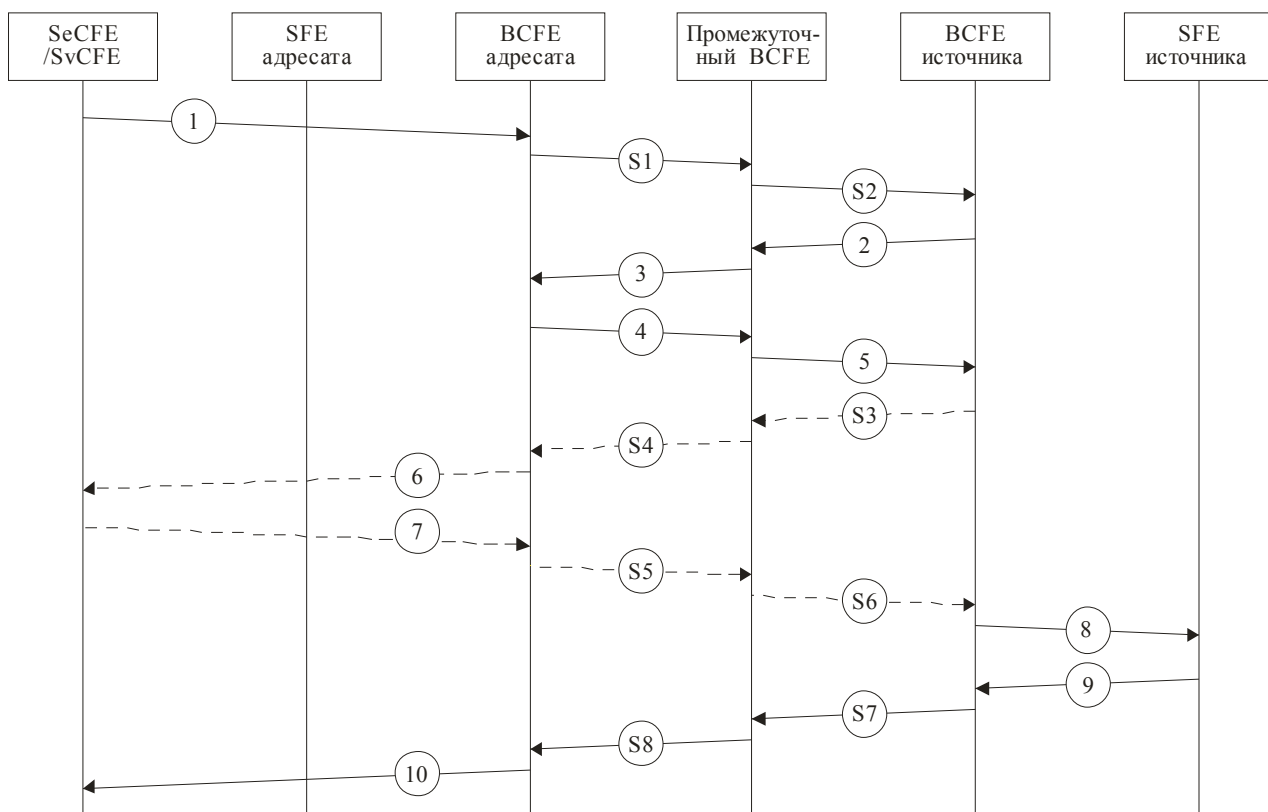 SeCFE
/SvCFE
SFE
адресата
BCFE
адресата
Промежуточ-
ный BCFE
BCFE
источника
SFE
источника
1
S1
S2
2
3
4
5
S3
S4
6
7
S5
S6
8
9
S7
S8
10